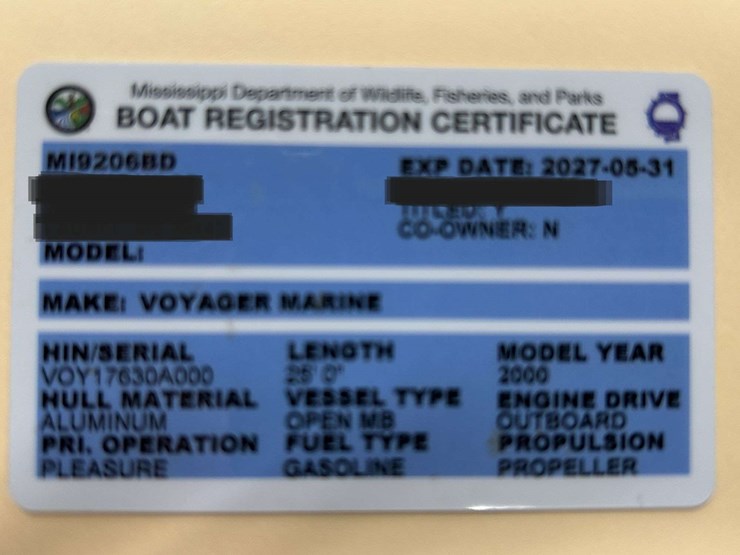 Mississippi Department of Wildlife, Fisheries, and Parks
BOAT REGISTRATION CERTIFICATE
MI9206BD
EXP DATE: 2027-05-31
TITLED: Y
CO-OWNER: N
MODEL:
MAKE: VOYAGER MARINE
HIN/SERIAL LENGTH MODEL YEAR
VOY17630A000 25' 0" 2000
HULL MATERIAL VESSEL TYPE ENGINE DRIVE
ALUMINUM OPEN MB OUTBOARD
PRI. OPERATION FUEL TYPE PROPULSION
PLEASURE GASOLINE PROPELLER